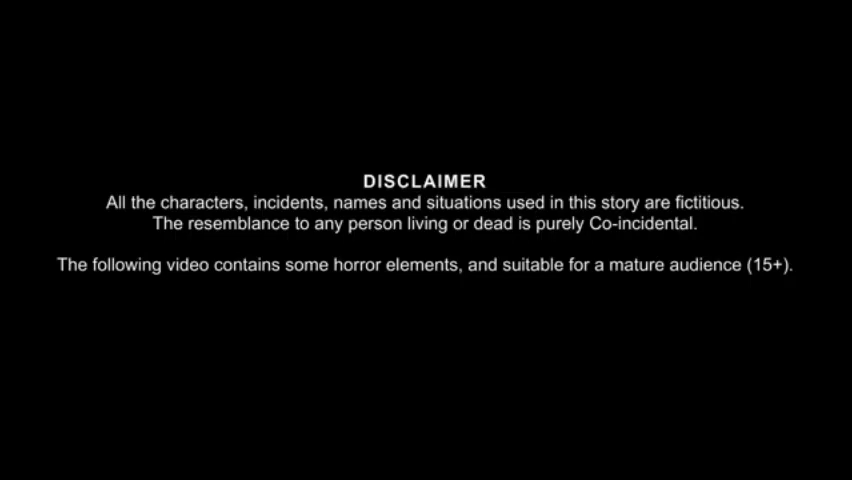 DISCLAIMER
All the characters, incidents, names and situations used in this story are fictitious.
The resemblance to any person living or dead is purely Co-incidental.
The following video contains some horror elements, and suitable for a mature audience (15+).